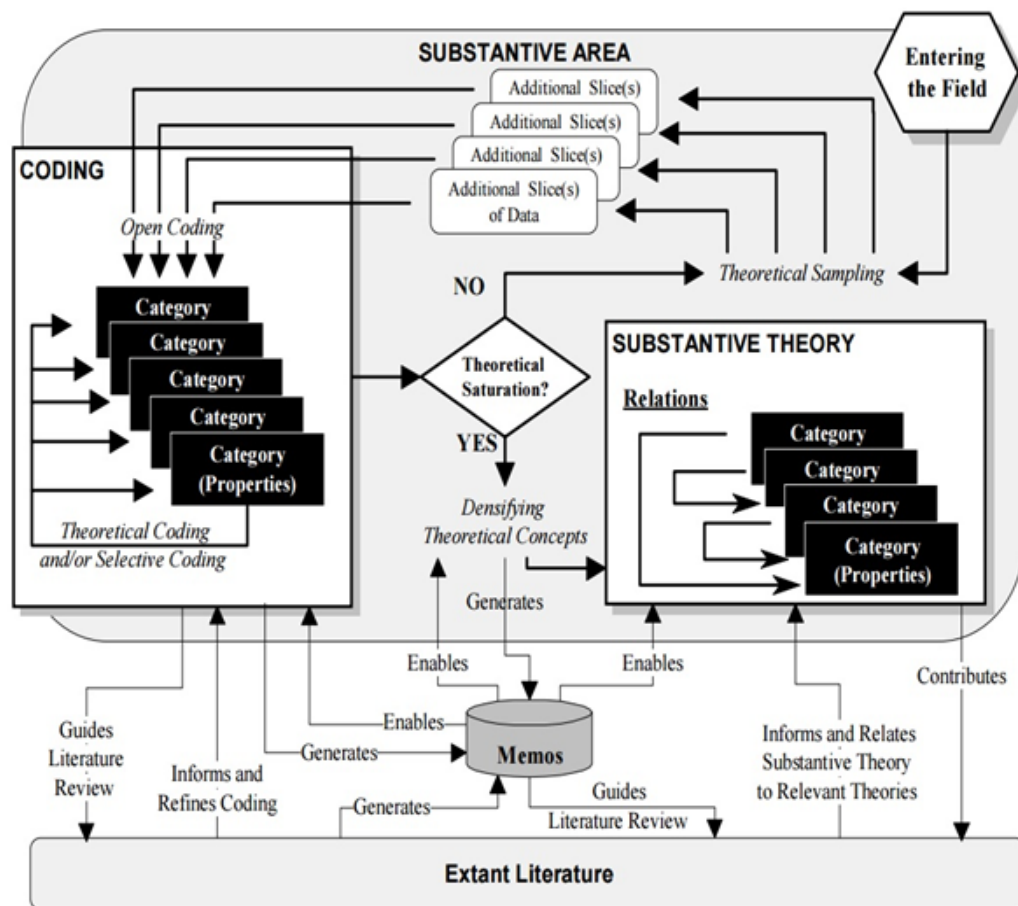 SUBSTANTIVE AREA
Entering
the Field
Additional Slice(s)
Additional Slice(s)
Additional Slice(s)
Additional Slice(s)
of Data
CODING
Open Coding
Category
Category
Category
Category
Category
(Properties)
Theoretical Coding
and/or Selective Coding
NO
Theoretical Sampling
Theoretical
Saturation?
YES
Densifying
Theoretical Concepts
SUBSTANTIVE THEORY
Relations
Category
Category
Category
Category
(Properties)
Generates
Enables
Enables
Contributes
Guides
Literature
Review
Informs and
Refines Coding
Enables
Generates
Generates
Memos
Guides
Literature Review
Informs and Relates
Substantive Theory
to Relevant Theories
Extant Literature